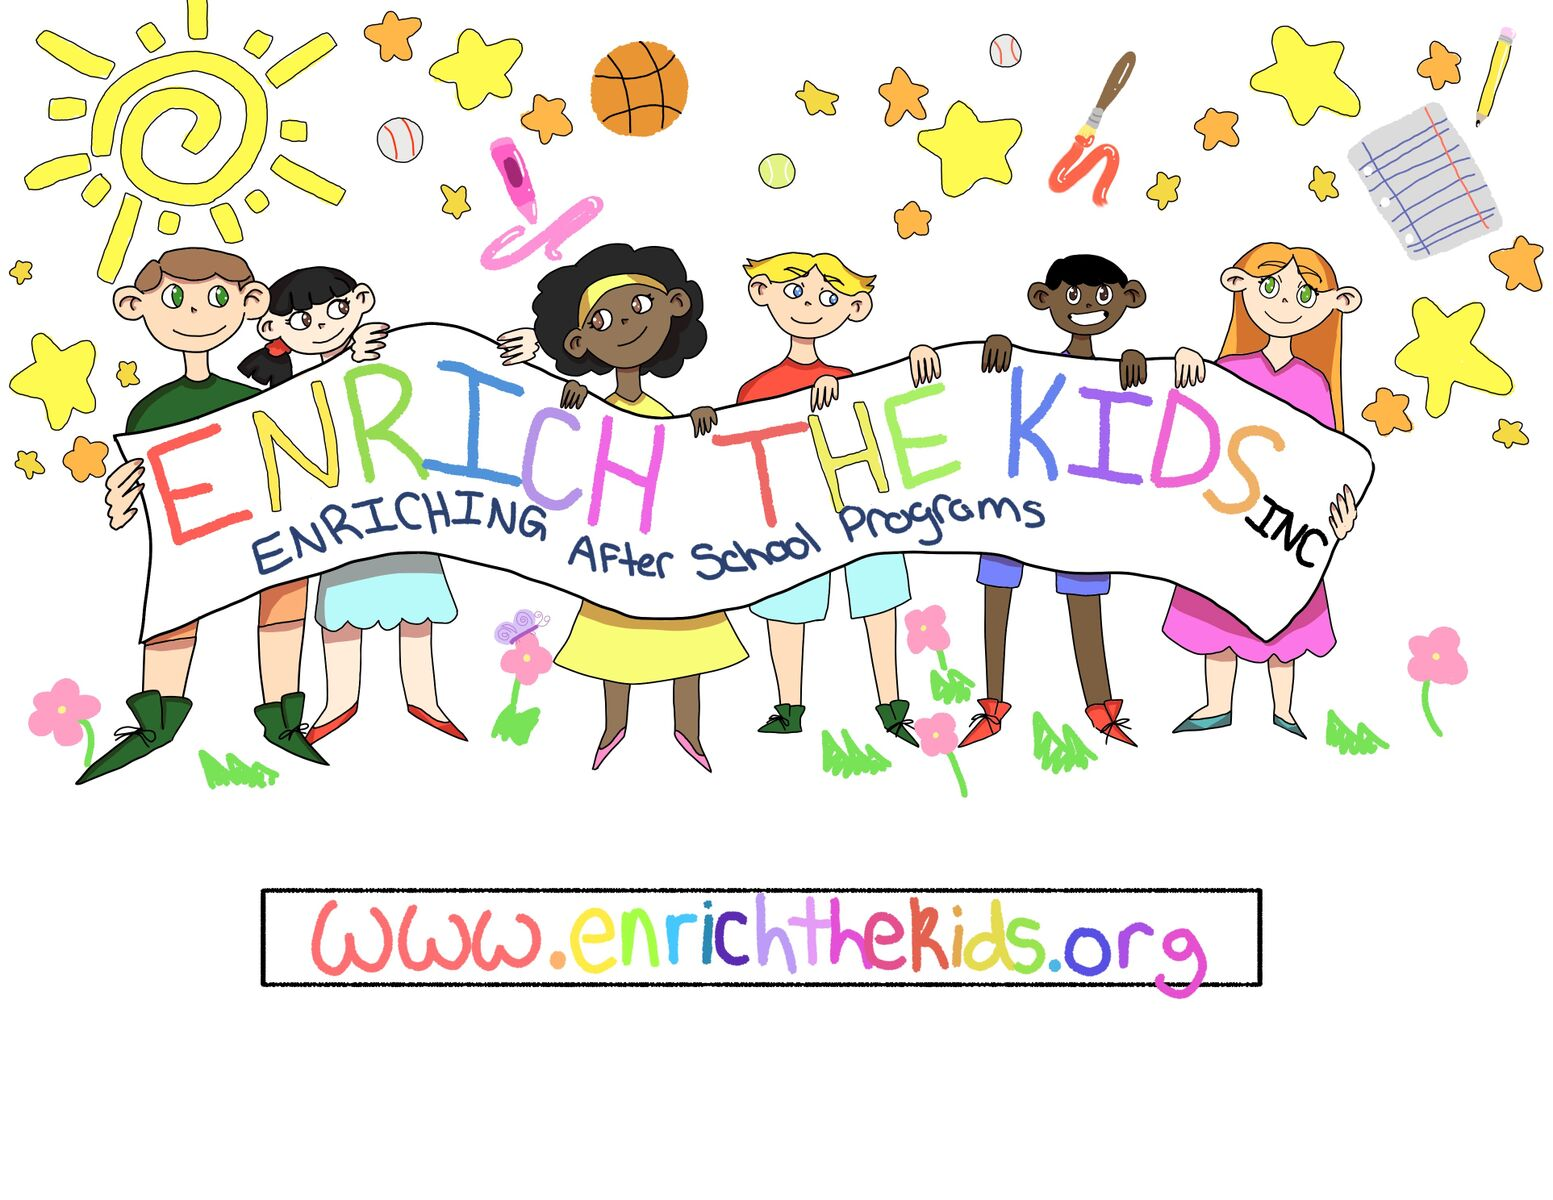 ENRICH THE KIDS INC
ENRICHING AFter School Programs
www.enrichthekids.org